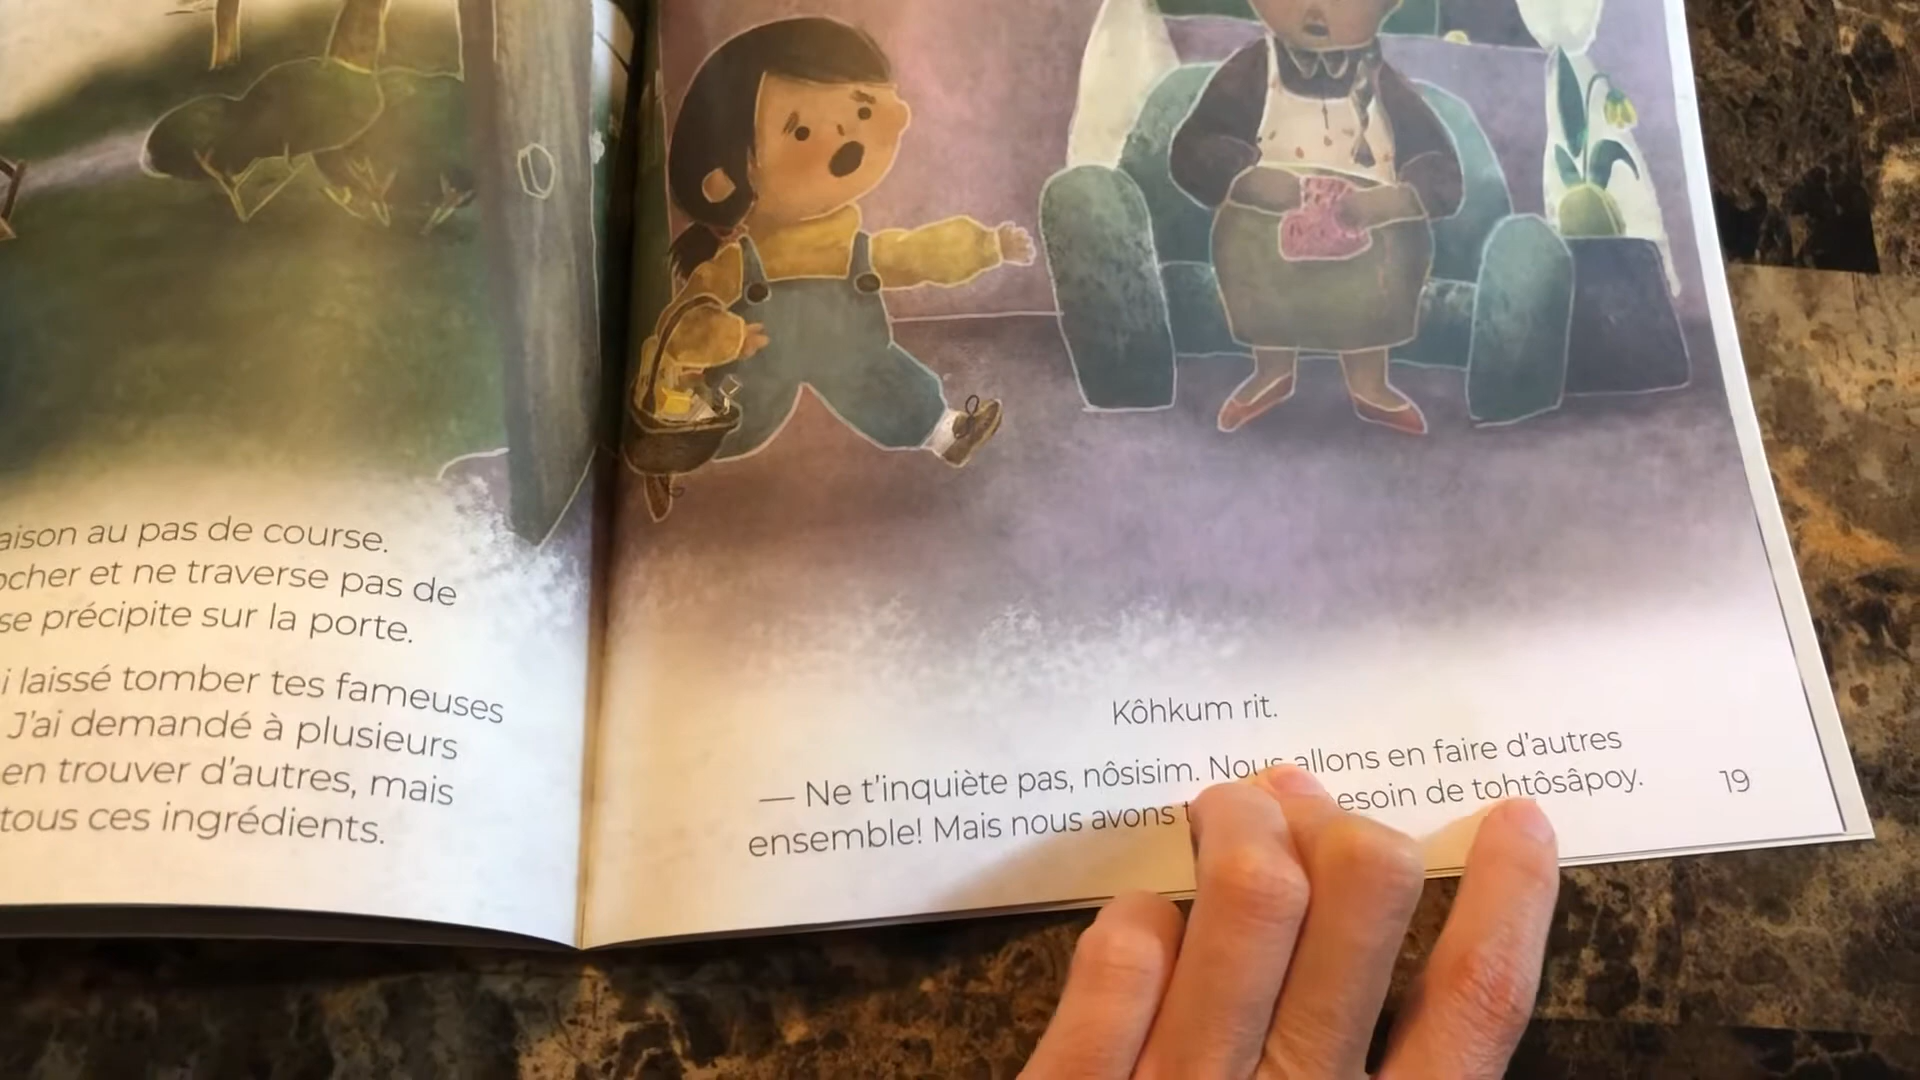 aison au pas de course.
ocher et ne traverse pas de
se précipite sur la porte.
i laissé tomber tes fameuses
J'ai demandé à plusieurs
en trouver d'autres, mais
tous ces ingrédients.
Kôhkum rit.
— Ne t'inquiète pas, nôsisim. Nous allons en faire d'autres
ensemble! Mais nous avons esoin de tohtôsâpoy.
19